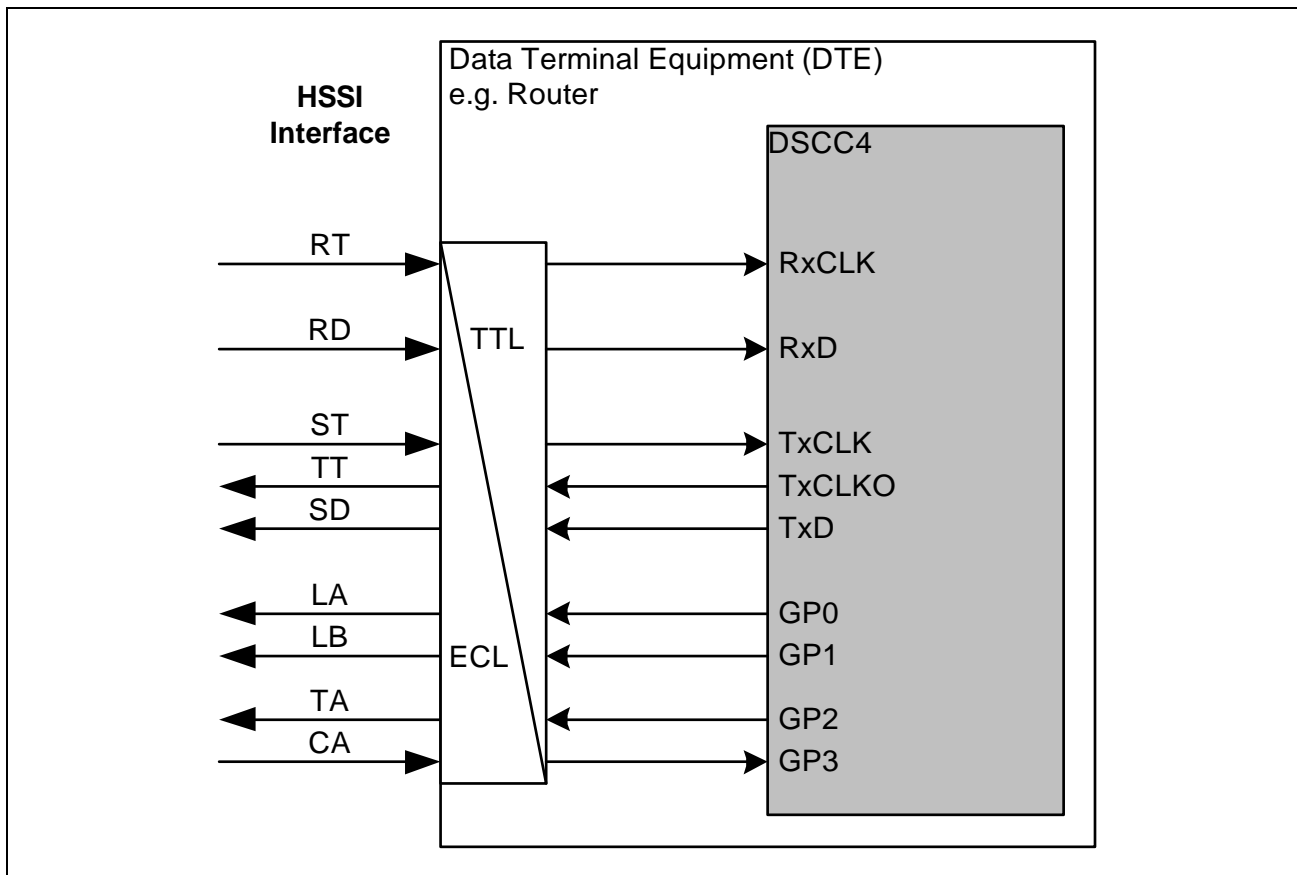 Data Terminal Equipment (DTE)
e.g. Router
HSSI
Interface
DSCC4
RT
RxCLK
RD
TTL
RxD
ST
TxCLK
TT
TxCLKO
SD
TxD
LA
GP0
LB
ECL
GP1
TA
GP2
CA
GP3